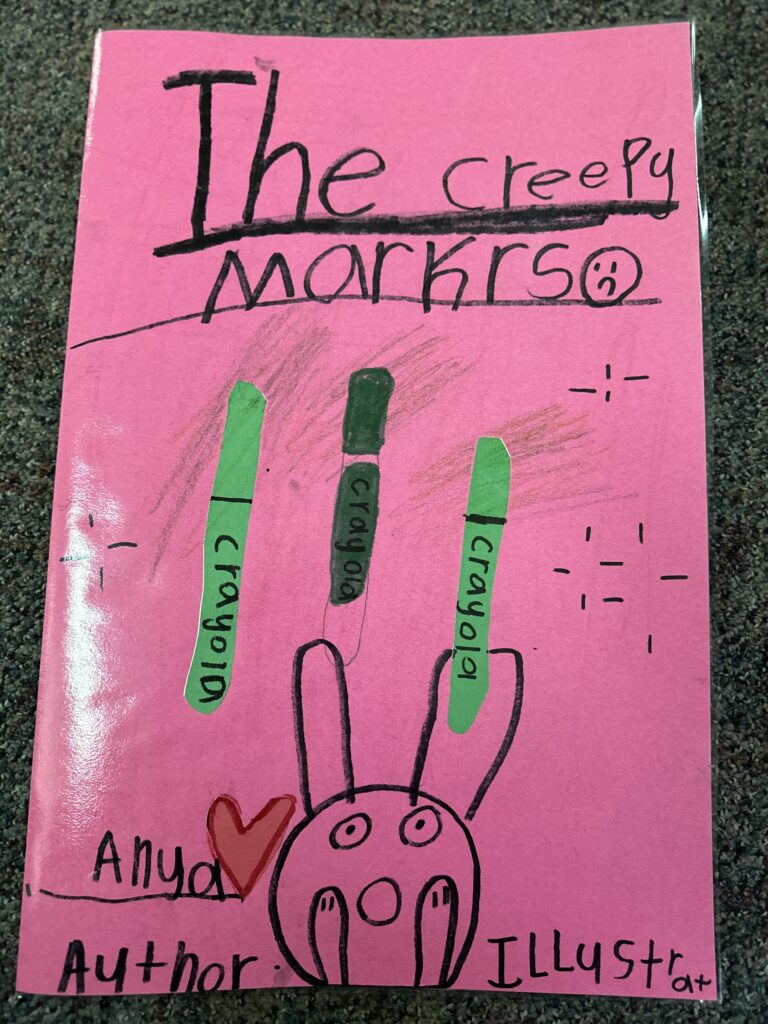 The creepy
markrs
crayola
crayola
crayola
Anya
Author
Illustrat